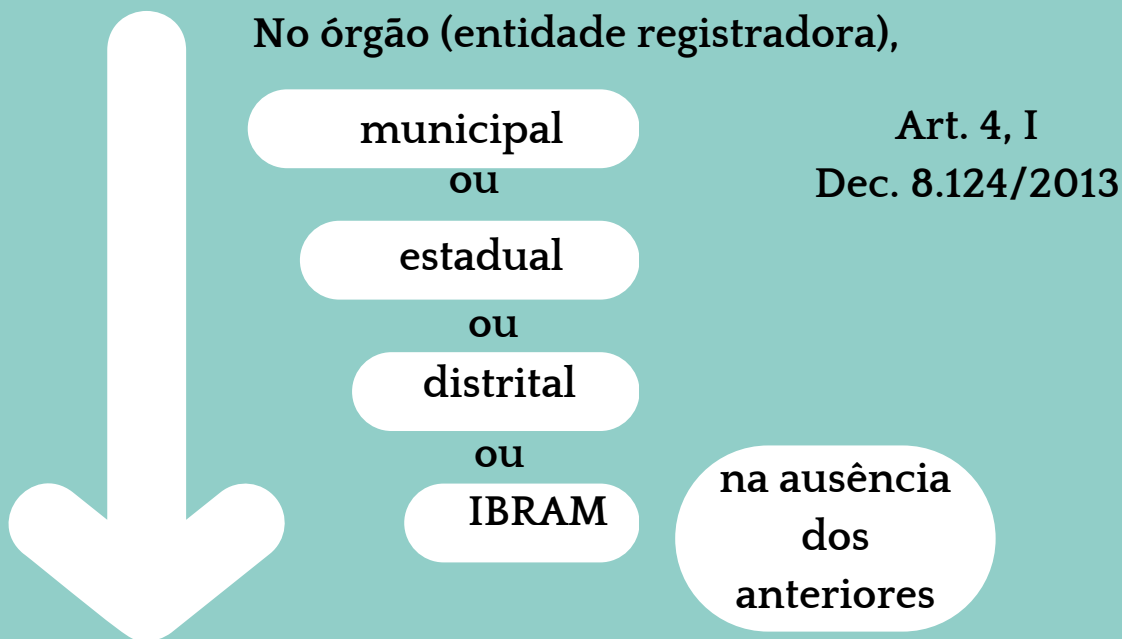 No órgão (entidade registradora),
municipal
Art. 4, I
Dec. 8.124/2013
ou
estadual
ou
distrital
ou
IBRAM
na ausência
dos
anteriores